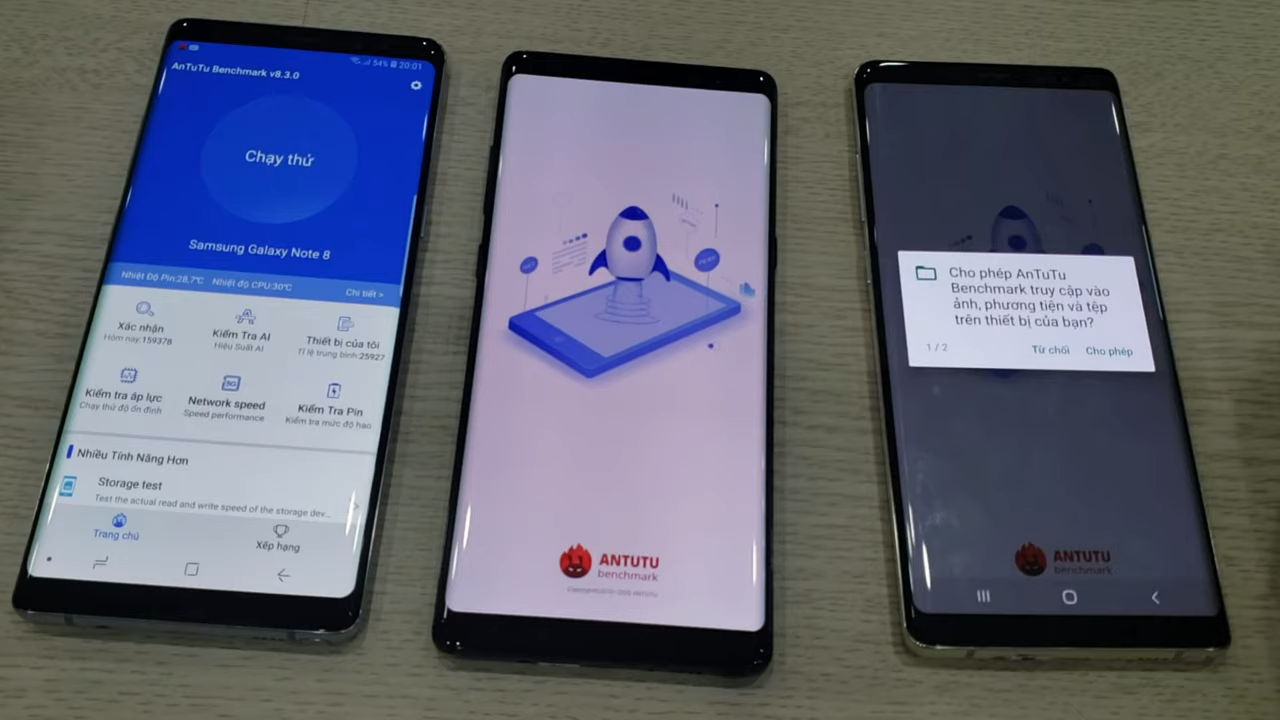 54% 20:01
AnTuTu Benchmark v8.3.0
Chạy thử
Samsung Galaxy Note 8
Nhiệt Độ Pin:28.7℃ Nhiệt độ CPU:30℃ Chi tiết >
Xác nhận
Hôm nay:159378
Kiểm Tra AI
Hiệu Suất AI
Thiết bị của tôi
Tỉ lệ trung bình:25927
Kiểm tra áp lực
Chạy thử độ ổn định
5G
Network speed
Speed performance
Kiểm Tra Pin
Kiểm tra mức độ hao
Nhiều Tính Năng Hơn
Storage test
Test the actual read and write speed of the storage dev...
Trang chủ
Xếp hạng
ANTUTU
benchmark
Cho phép AnTuTu
Benchmark truy cập vào
ảnh, phương tiện và tệp
trên thiết bị của bạn?
1 / 2
Từ chối Cho phép
ANTUTU
benchmark